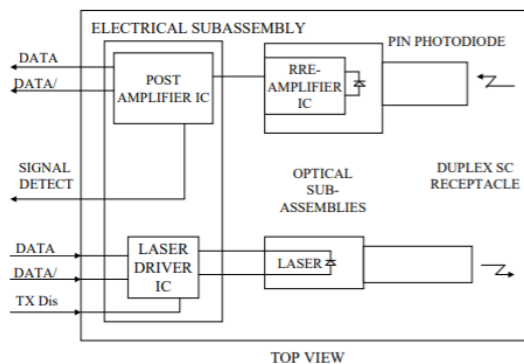 ELECTRICAL SUBASSEMBLY
PIN PHOTODIODE
DATA
DATA/
POST
AMPLIFIER IC
RRE-
AMPLIFIER
IC
SIGNAL
DETECT
OPTICAL
SUB-
ASSEMBLIES
DUPLEX SC
RECEPTACLE
DATA
DATA/
TX Dis
LASER
DRIVER
IC
LASER
TOP VIEW